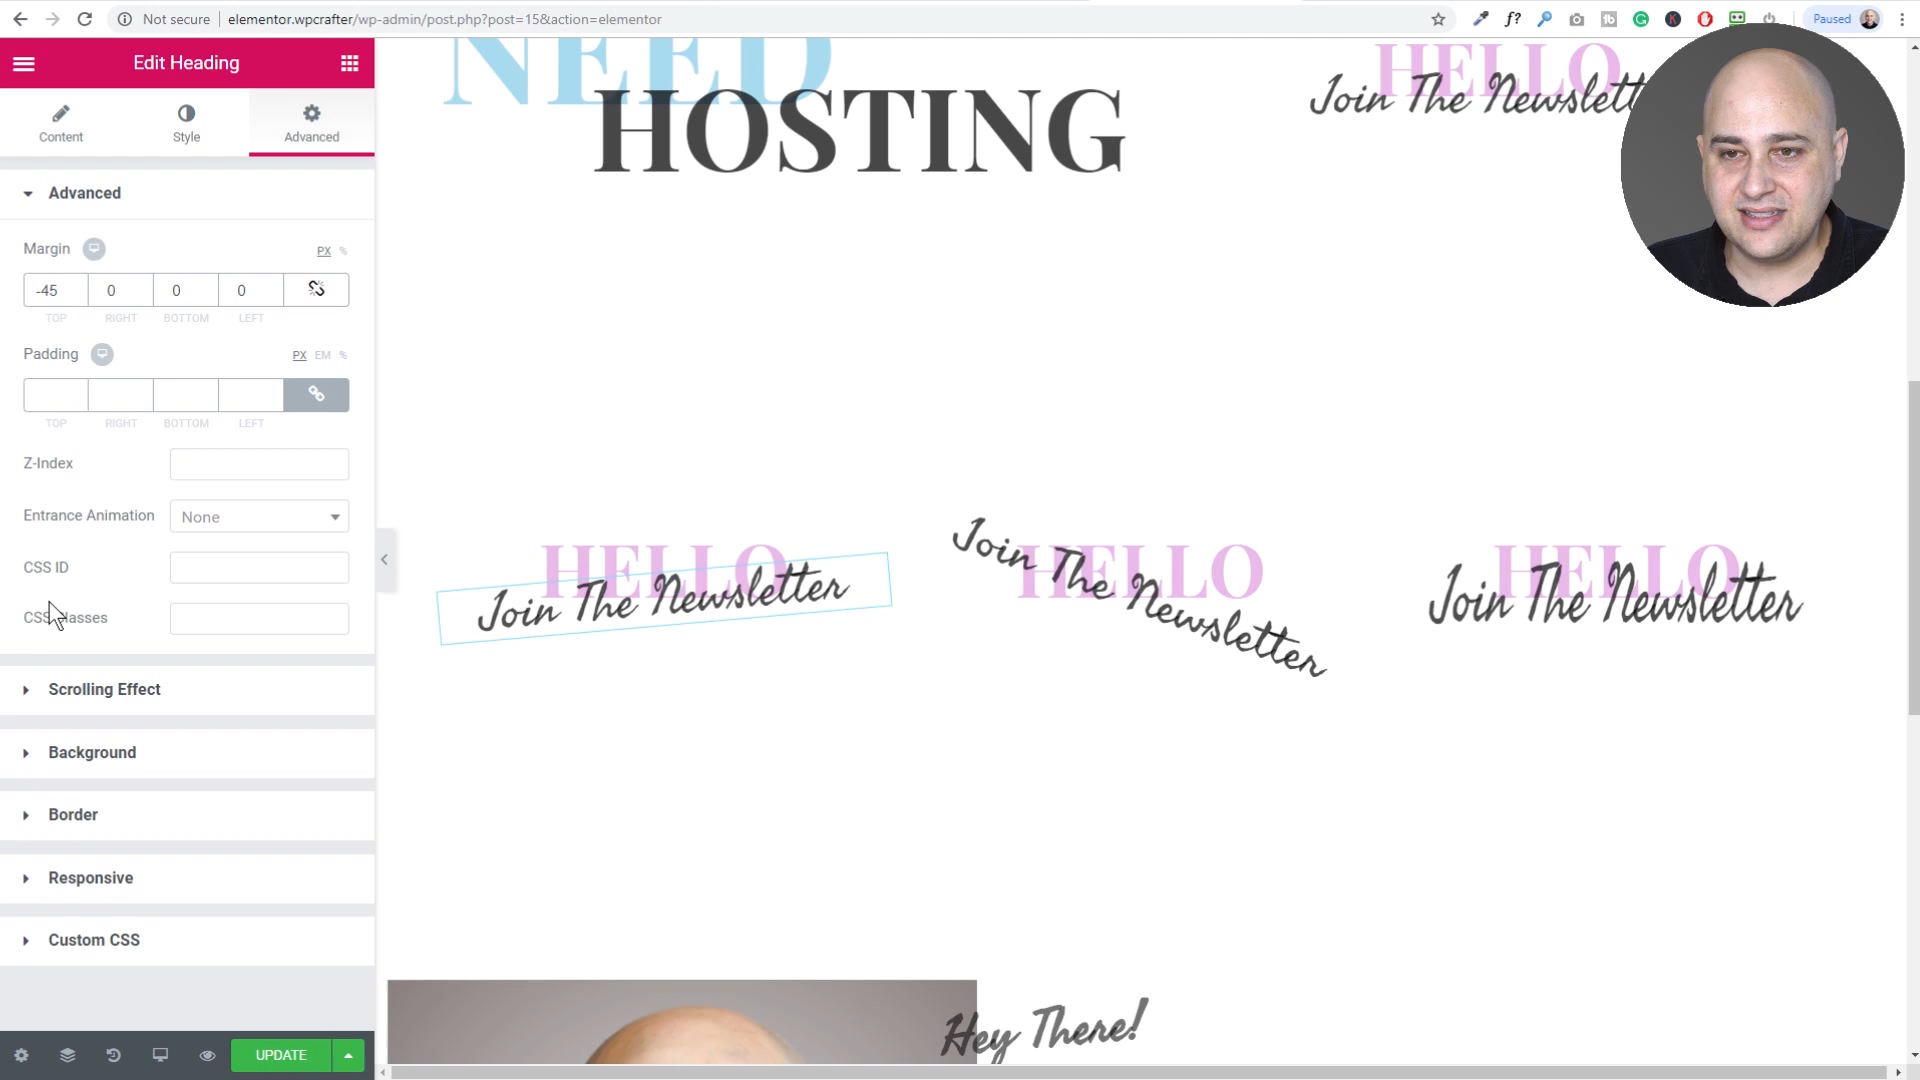 Not secure
elementor.wpcrafter/wp-admin/post.php?post=15&action=elementor
f?
K
Paused
Edit Heading
Content
Style
Advanced
Advanced
Margin
PX %
-45 0 0 0
TOP RIGHT BOTTOM LEFT
Padding
PX EM %
TOP RIGHT BOTTOM LEFT
Z-Index
Entrance Animation
None
CSS ID
Scrolling Effect
Background
Border
Responsive
Custom CSS
UPDATE
NEED
HOSTING
HELLO
Join The
HELLO
Join The Newsletter
HELLO
Join The Newsletter
HELLO
Join The Newsletter
Hey There!